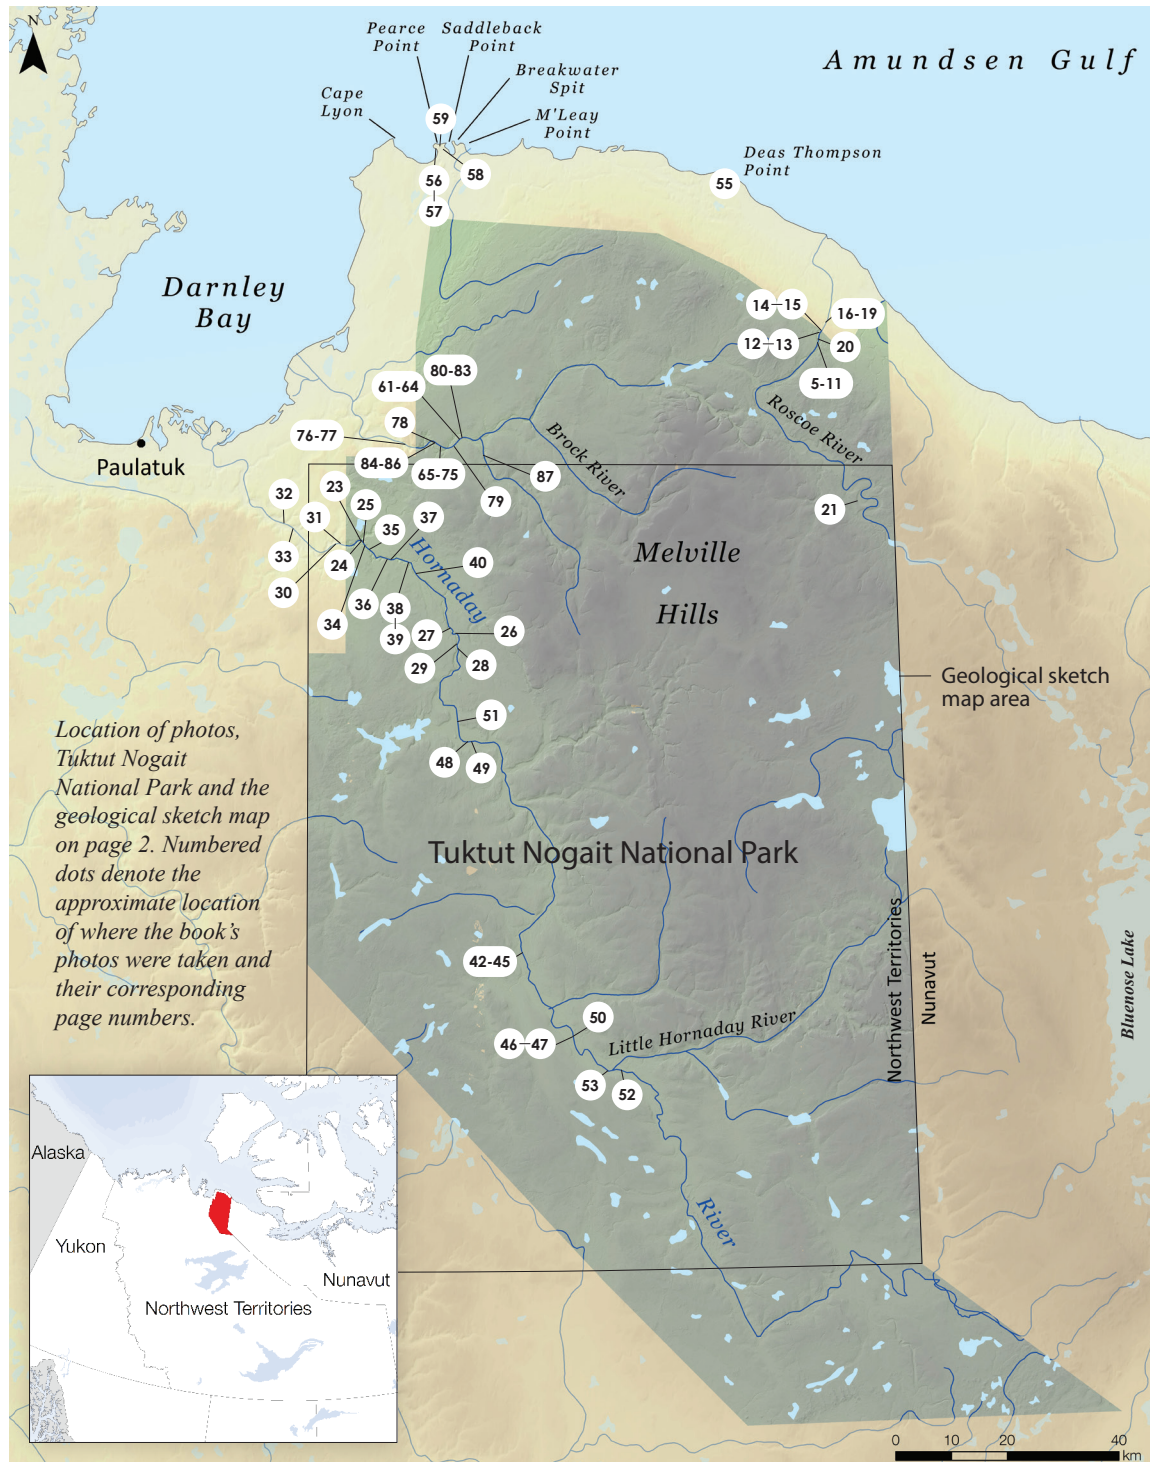 N
Pearce
Point
Saddleback
Point
Breakwater
Spit
Cape
Lyon
M'Leay
Point
Amundsen Gulf
59
58
56
57
Deas Thompson
Point
55
Darnley
Bay
14
15
16-19
12
13
20
5-11
Roscoe River
80-83
61-64
78
76-77
84-86
65-75
Brock River
87
79
Paulatuk
21
32
23
25
31
35
37
33
24
30
34
36
38
39
40
Hornaday
27
26
29
28
Melville
Hills
Geological sketch
map area
51
48
49
Location of photos,
Tuktut Nogait
National Park and the
geological sketch map
on page 2. Numbered
dots denote the
approximate location
of where the book's
photos were taken and
their corresponding
page numbers.
Tuktut Nogait National Park
42-45
50
46
47
Little Hornaday River
53
52
Northwest Territories
Nunavut
Bluenose Lake
River
Alaska
Yukon
Nunavut
Northwest Territories
0 10 20 40
km